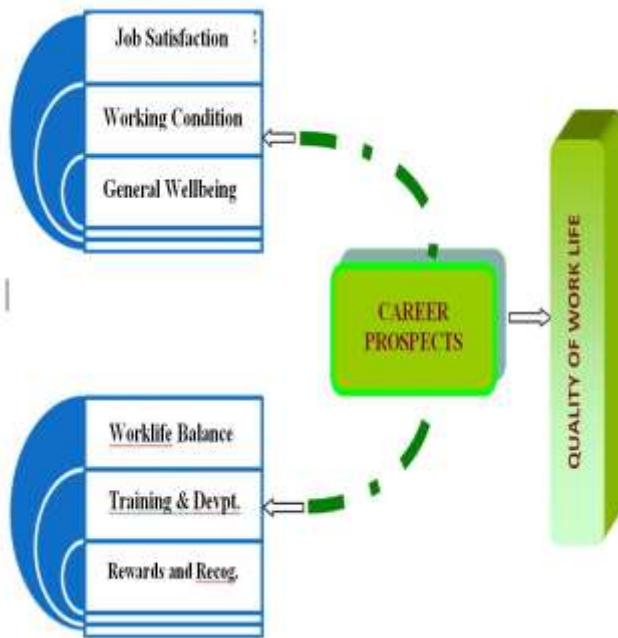 Job Satisfaction
Working Condition
General Wellbeing
CAREER
PROSPECTS
QUALITY OF WORK LIFE
Worklife Balance
Training & Devpt.
Rewards and Recog.